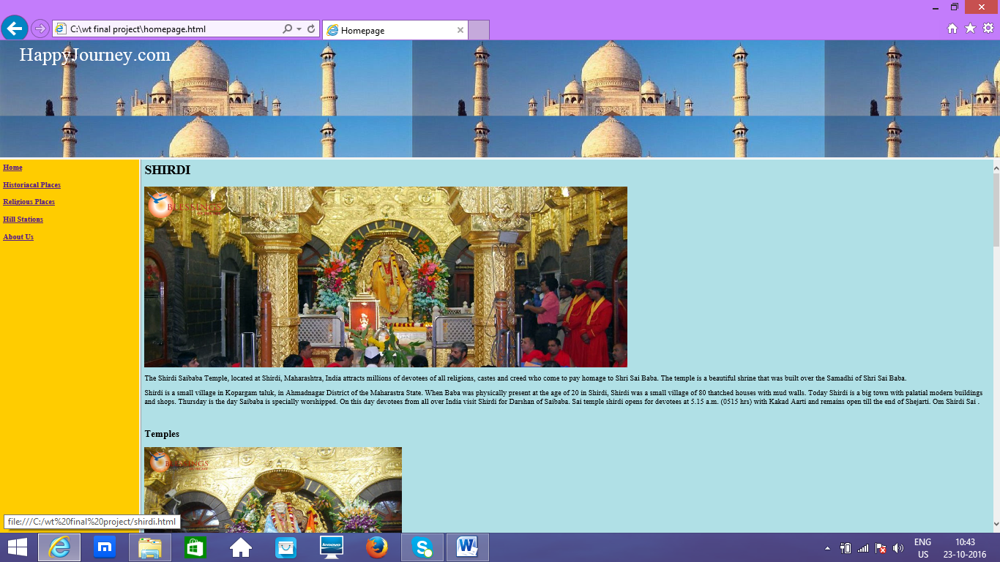 C:\wt final project\homepage.html
Homepage
HappyJourney.com
Home
Historiacal Places
Religious Places
Hill Stations
About Us
SHIRDI
BLESSINGS
The Shirdi Saibaba Temple, located at Shirdi, Maharashtra, India attracts millions of devotees of all religions, castes and creed who come to pay homage to Shri Sai Baba. The temple is a beautiful shrine that was built over the Samadhi of Shri Sai Baba.
Shirdi is a small village in Kopargam taluk, in Ahmadnagar District of the Maharastra State. When Baba was physically present at the age of 20 in Shirdi, Shirdi was a small village of 80 thatched houses with mud walls. Today Shirdi is a big town with palatial modern buildings
and shops. Thursday is the day Saibaba is specially worshipped. On this day devotees from all over India visit Shirdi for Darshan of Saibaba. Sai temple shirdi opens for devotees at 5.15 a.m. (0515 hrs) with Kakad Aarti and remains open till the end of Shejarti. Om Shirdi Sai .
Temples
BLESSINGS
file:///C:/wt%20final%20project/shirdi.html
lenovo
ENG
US
10:43
23-10-2016